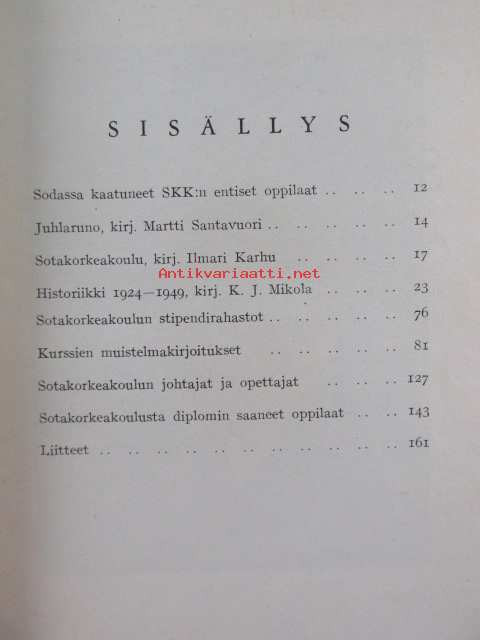 SISÄLLYS
Sodassa kaatuneet SKK:n entiset oppilaat .. .. .. 12
Juhlaruno, kirj. Martti Santavuori .. .. .. .. 14
Sotakorkeakoulu, kirj. Ilmari Karhu .. .. .. .. 17
Antikvariaatti.net
Historiikki 1924—1949, kirj. K. J. Mikola .. .. .. 23
Sotakorkeakoulun stipendirahastot .. .. .. .. 76
Kurssien muistelmakirjoitukset .. .. .. .. .. 81
Sotakorkeakoulun johtajat ja opettajat .. .. .. 127
Sotakorkeakoulusta diplomin saaneet oppilaat .. .. 143
Liitteet .. .. .. .. .. .. .. .. .. .. .. 161